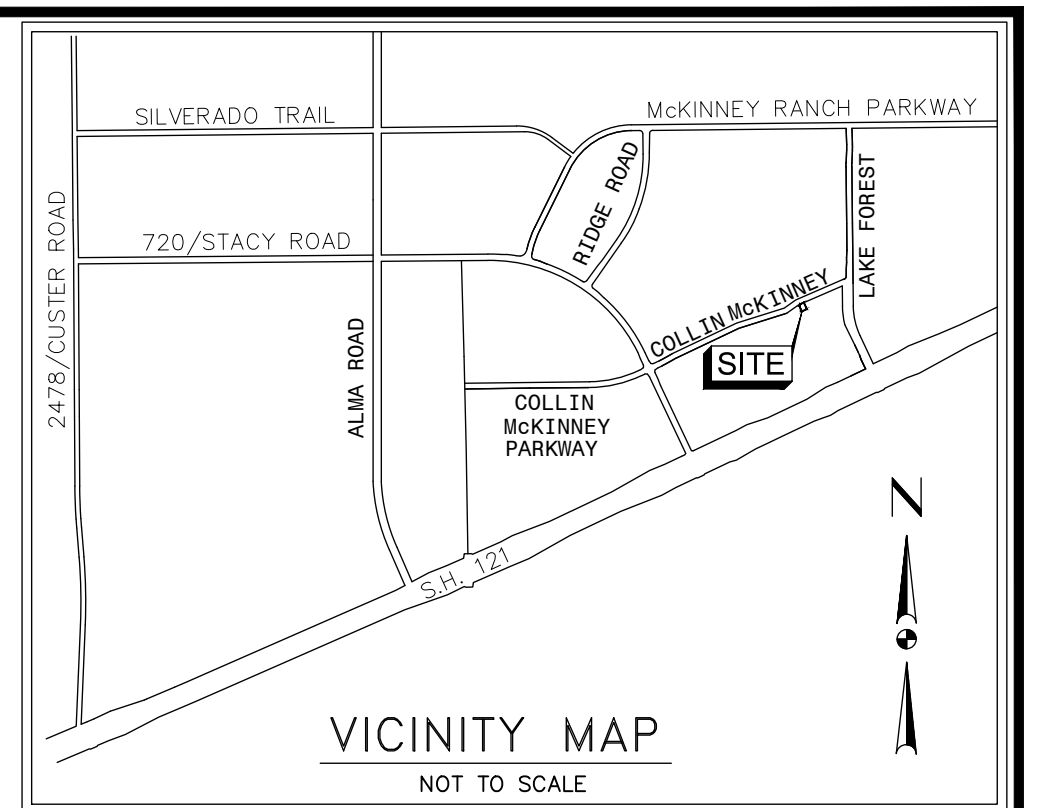 SILVERADO TRAIL
McKINNEY RANCH PARKWAY
RIDGE ROAD
LAKE FOREST
2478/CUSTER ROAD
720/STACY ROAD
ALMA ROAD
COLLIN McKINNEY
SITE
COLLIN
McKINNEY
PARKWAY
N
S.H. 121
VICINITY MAP
NOT TO SCALE